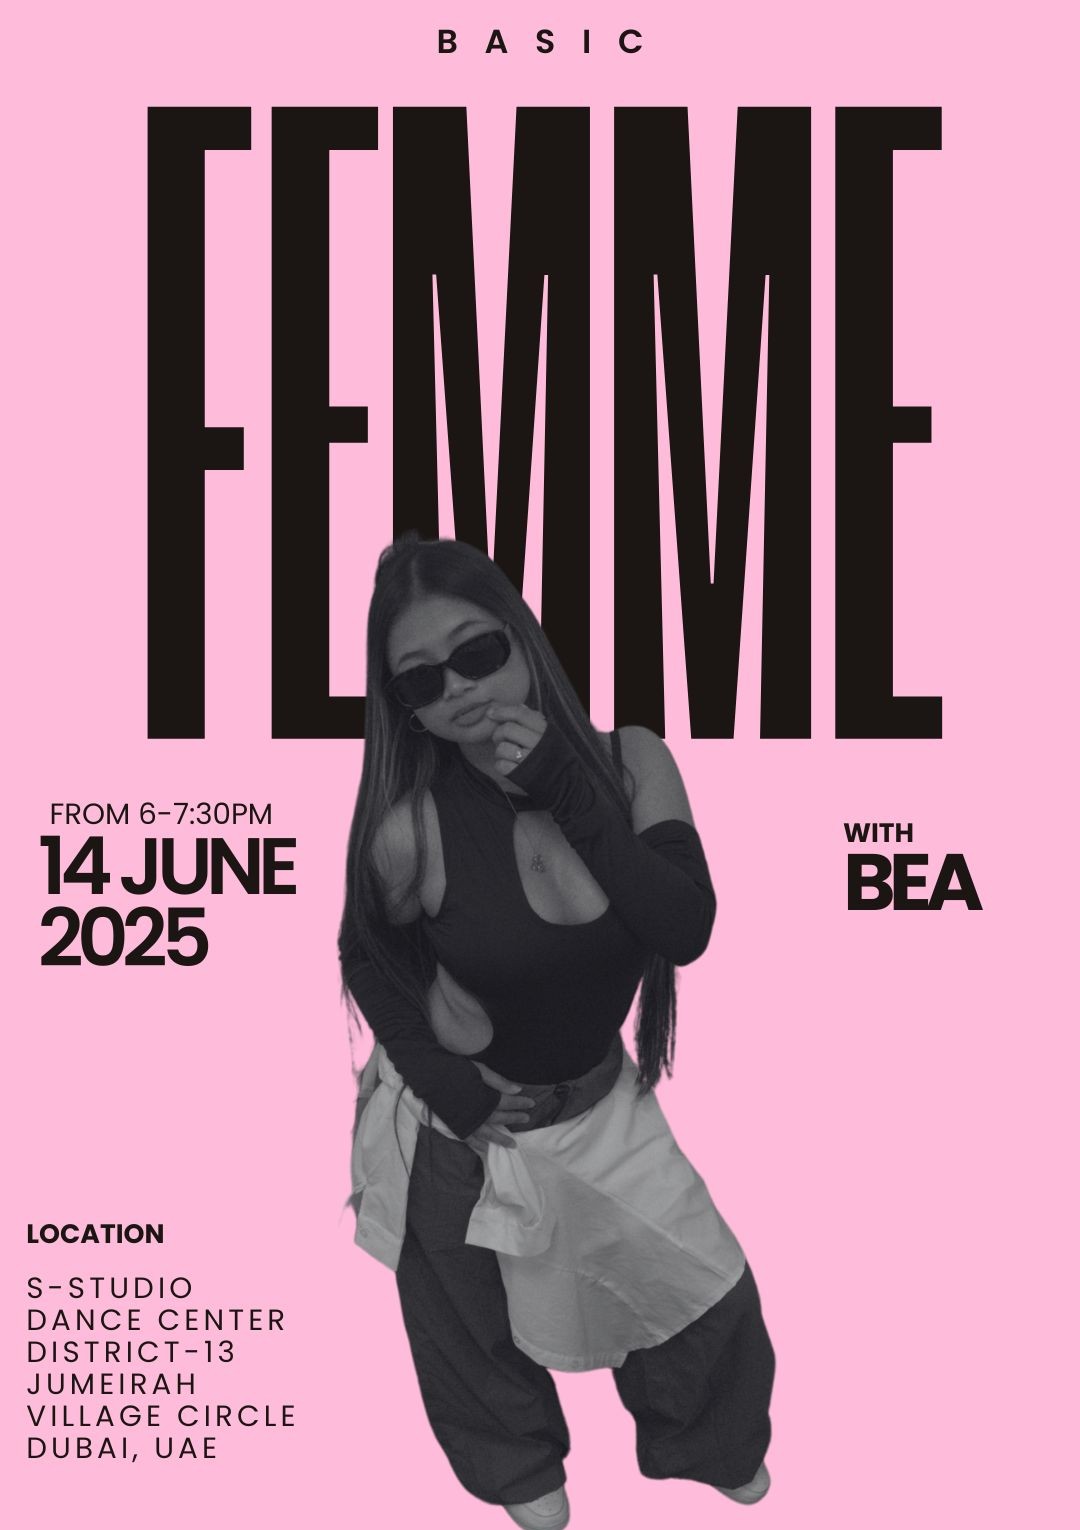 BASIC
FEMME
FROM 6-7:30PM
14 JUNE
2025
WITH
BEA
LOCATION
S-STUDIO
DANCE CENTER
DISTRICT-13
JUMEIRAH
VILLAGE CIRCLE
DUBAI, UAE